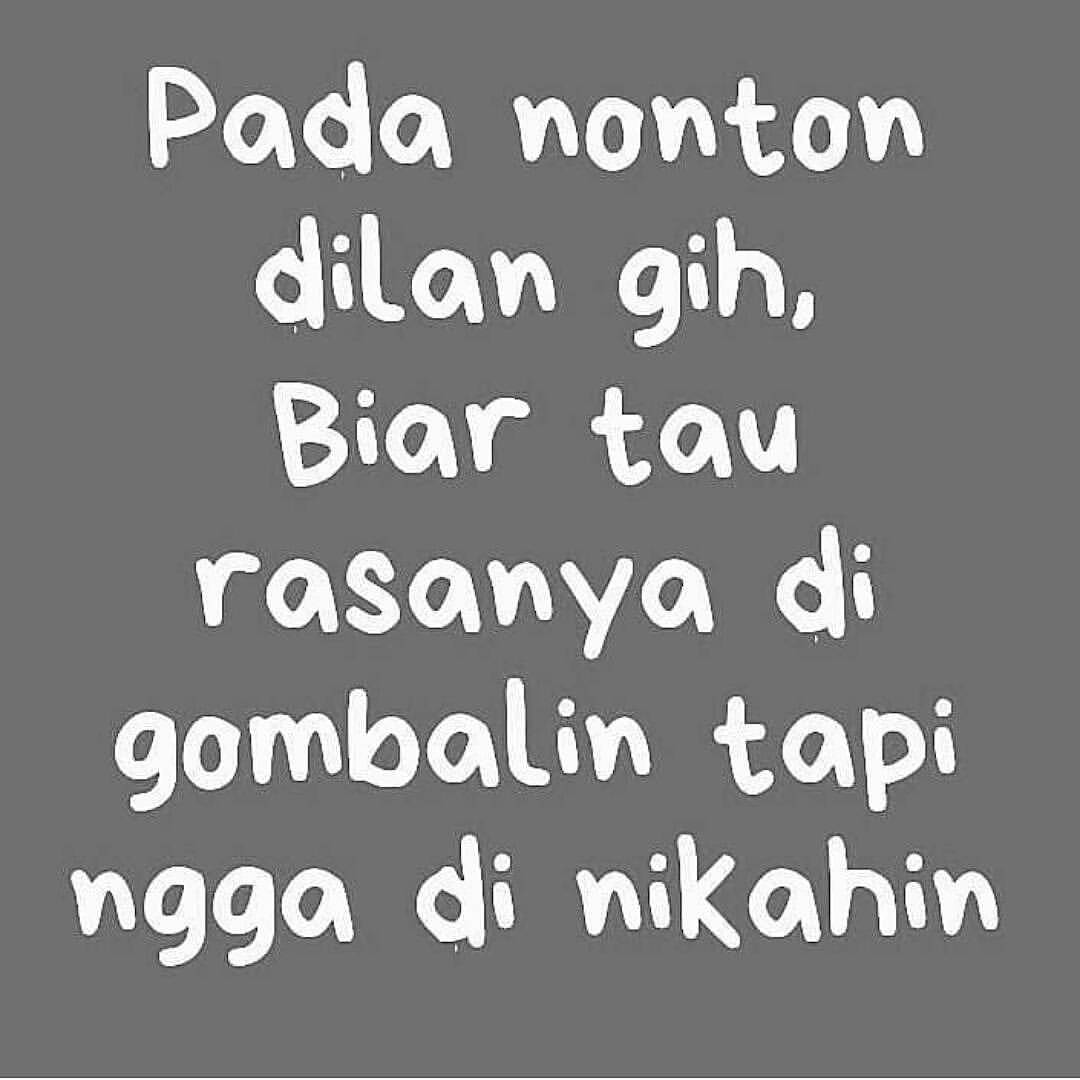 Pada nonton
dilan gih,
Biar tau
rasanya di
gombalin tapi
ngga di nikahin